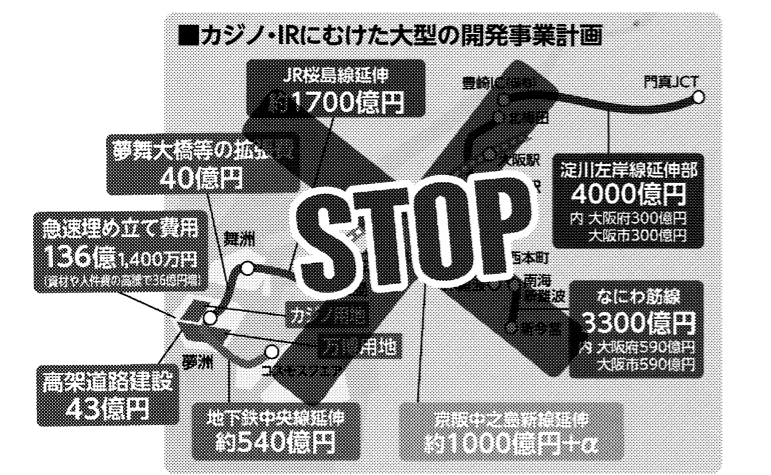 ■カジノ・IRにむけた大型の開発事業計画
JR桜島線延伸
約1700億円
門真JCT
夢舞大橋等の拡張費
40億円
北梅田
大阪駅
淀川左岸線延伸部
4000億円
内 大阪府300億円
大阪市300億円
急速埋め立て費用
136億1,400万円
(資材や人件費の高騰で36億円増)
舞洲
STOP
西本町
南海
難波
なにわ筋線
3300億円
内 大阪府590億円
大阪市590億円
新今宮
カジノ用地
万博用地
夢洲
コスモスクエア
高架道路建設
43億円
地下鉄中央線延伸
約540億円
京阪中之島新線延伸
約1000億円+α